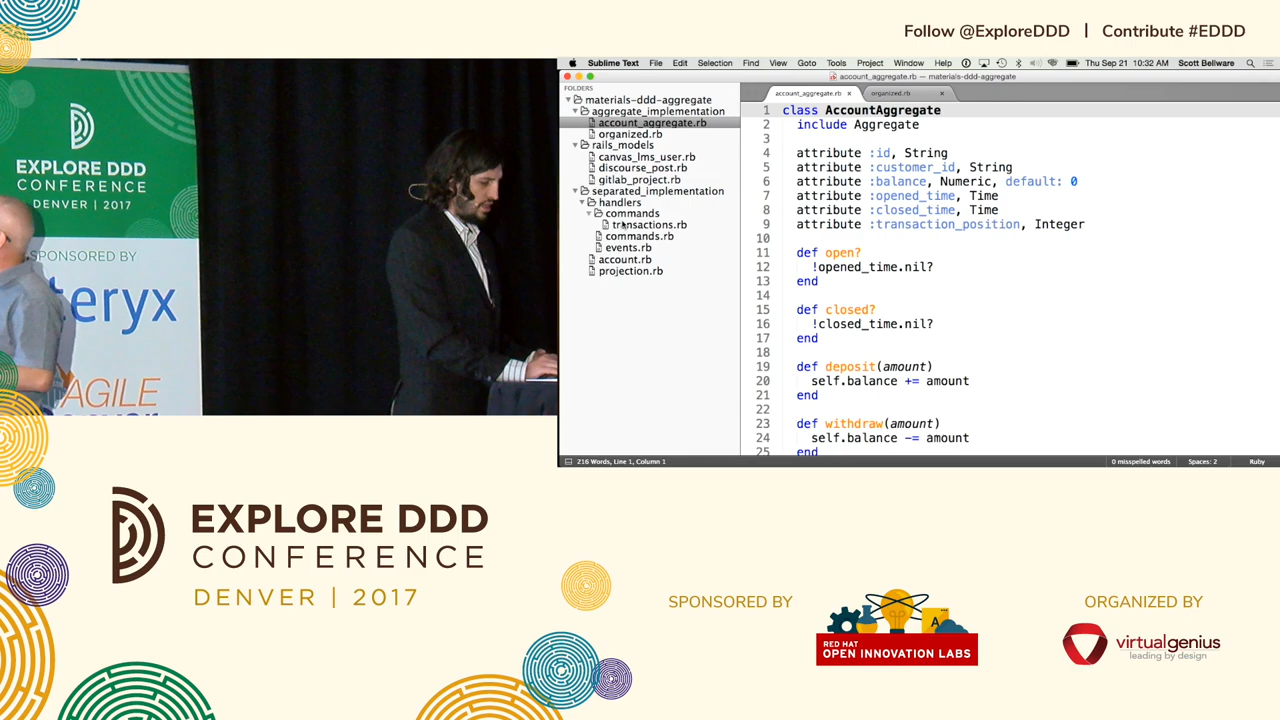 Follow @ExploreDDD | Contribute #EDDD
EXPLORE DDD
CONFERENCE
DENVER | 2017
SPONSORED BY
teryx
AGILE
Sublime Text File Edit Selection Find View Goto Tools Project Window Help Thu Sep 21 10:32 AM Scott Bellware
account_aggregate.rb — materials-ddd-aggregate
FOLDERS
materials-ddd-aggregate
aggregate_implementation
account_aggregate.rb
organized.rb
rails_models
canvas_lms_user.rb
discourse_post.rb
gitlab_project.rb
separated_implementation
handlers
commands
transactions.rb
commands.rb
events.rb
account.rb
projection.rb
account_aggregate.rb × organized.rb ×
1 class AccountAggregate
2 include Aggregate
3
4 attribute :id, String
5 attribute :customer_id, String
6 attribute :balance, Numeric, default: 0
7 attribute :opened_time, Time
8 attribute :closed_time, Time
9 attribute :transaction_position, Integer
10
11 def open?
12 !opened_time.nil?
13 end
14
15 def closed?
16 !closed_time.nil?
17 end
18
19 def deposit(amount)
20 self.balance += amount
21 end
22
23 def withdraw(amount)
24 self.balance -= amount
25 end
216 Words, Line 1, Column 1 0 misspelled words Spaces: 2 Ruby
EXPLORE DDD
CONFERENCE
DENVER | 2017
SPONSORED BY
RED HAT
OPEN INNOVATION LABS
A
ORGANIZED BY
virtualgenius
leading by design